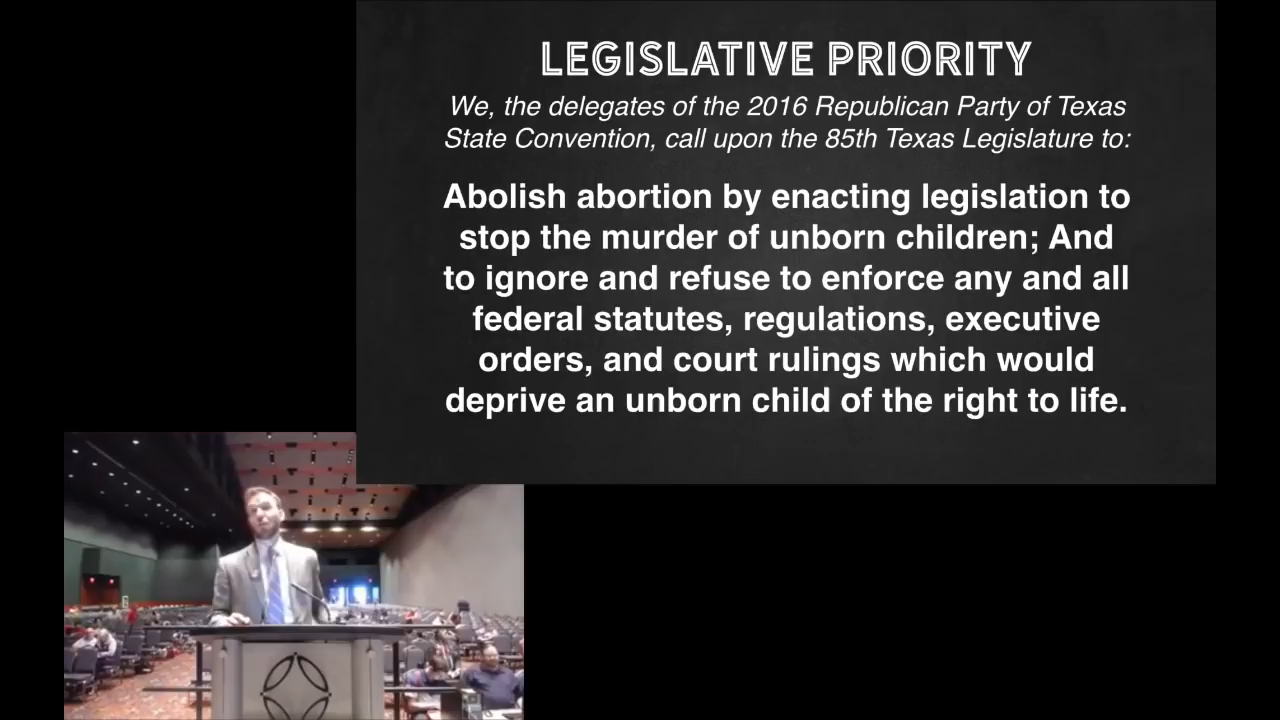 LEGISLATIVE PRIORITY
We, the delegates of the 2016 Republican Party of Texas
State Convention, call upon the 85th Texas Legislature to:
Abolish abortion by enacting legislation to
stop the murder of unborn children; And
to ignore and refuse to enforce any and all
federal statutes, regulations, executive
orders, and court rulings which would
deprive an unborn child of the right to life.